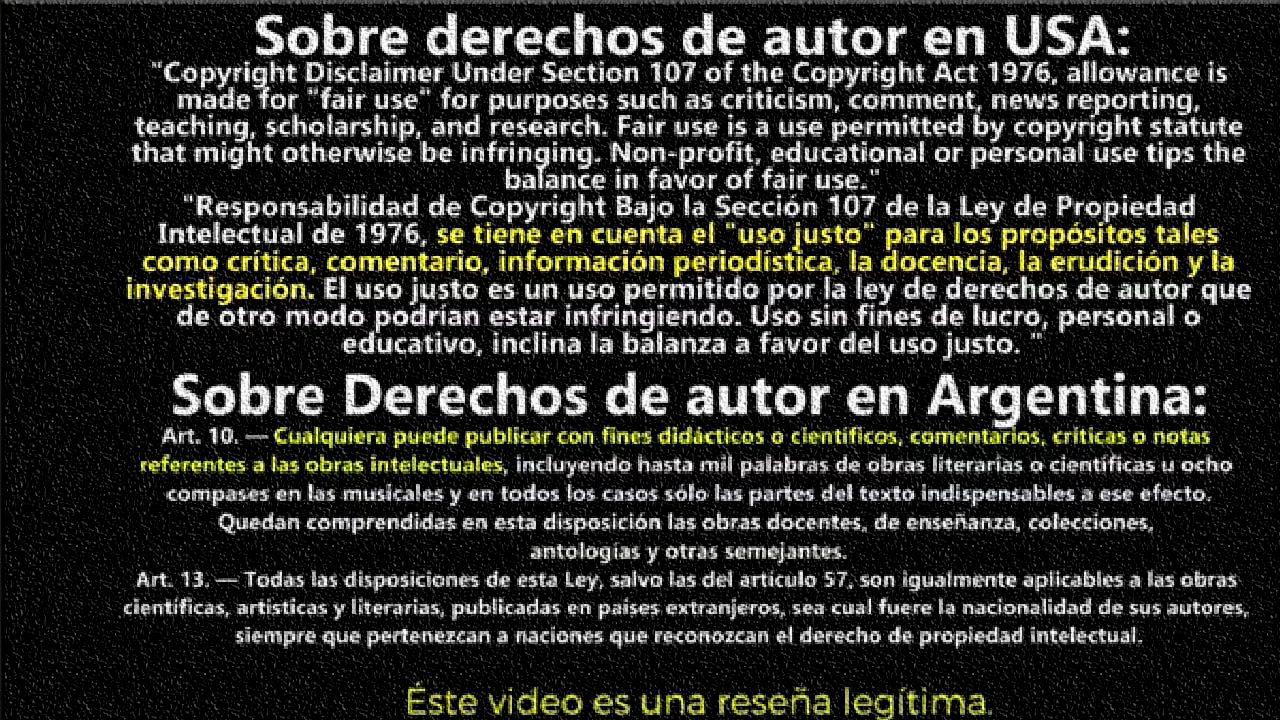 Sobre derechos de autor en USA:
"Copyright Disclaimer Under Section 107 of the Copyright Act 1976, allowance is
made for "fair use" for purposes such as criticism, comment, news reporting,
teaching, scholarship, and research. Fair use is a use permitted by copyright statute
that might otherwise be infringing. Non-profit, educational or personal use tips the
balance in favor of fair use."
"Responsabilidad de Copyright Bajo la Sección 107 de la Ley de Propiedad
Intelectual de 1976, se tiene en cuenta el "uso justo" para los propósitos tales
como crítica, comentario, información periodística, la docencia, la erudición y la
investigación. El uso justo es un uso permitido por la ley de derechos de autor que
de otro modo podrían estar infringiendo. Uso sin fines de lucro, personal o
educativo, inclina la balanza a favor del uso justo. "
Sobre Derechos de autor en Argentina:
Art. 10. — Cualquiera puede publicar con fines didácticos o científicos, comentarios, críticas o notas
referentes a las obras intelectuales, incluyendo hasta mil palabras de obras literarias o científicas u ocho
compases en las musicales y en todos los casos sólo las partes del texto indispensables a ese efecto.
Quedan comprendidas en esta disposición las obras docentes, de enseñanza, colecciones,
antologías y otras semejantes.
Art. 13. — Todas las disposiciones de esta Ley, salvo las del artículo 57, son igualmente aplicables a las obras
científicas, artísticas y literarias, publicadas en países extranjeros, sea cual fuere la nacionalidad de sus autores,
siempre que pertenezcan a naciones que reconozcan el derecho de propiedad intelectual.
Éste video es una reseña legítima.